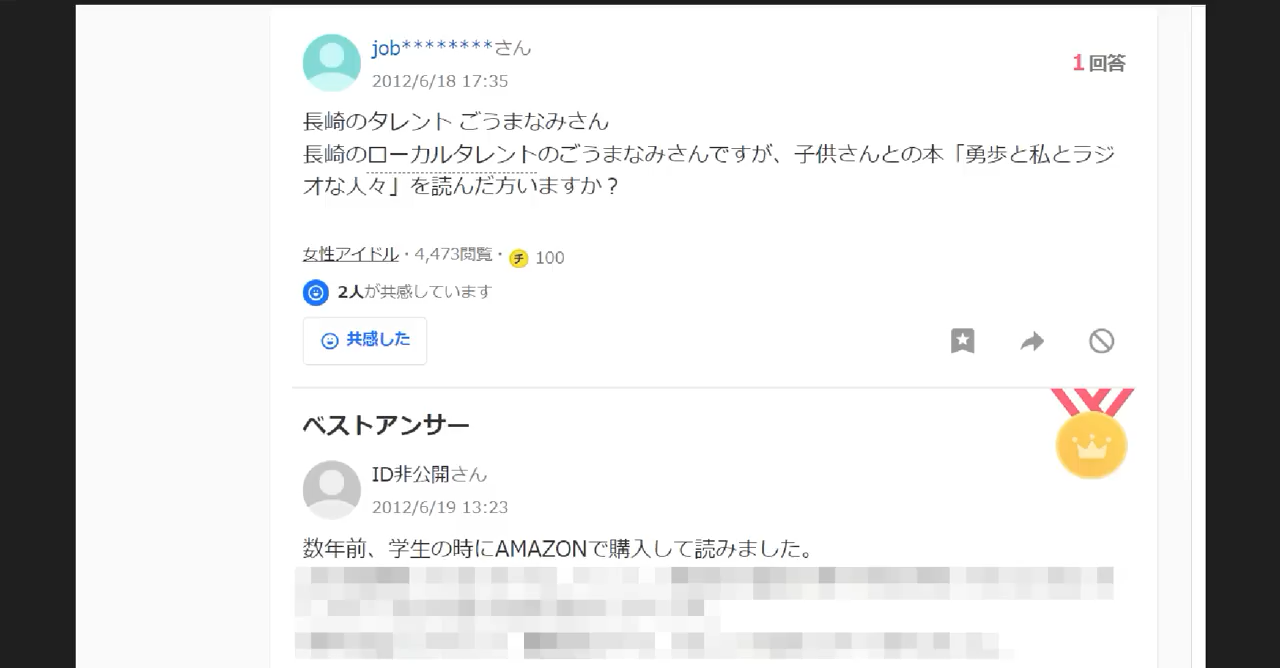 job********さん
2012/6/18 17:35
1回答
長崎のタレント ごうまなみさん
長崎のローカルタレントのごうまなみさんですが、子供さんとの本「勇歩と私とラジ
オな人々」を読んだ方いますか？
女性アイドル・4,473閲覧・チ 100
2人が共感しています
共感した
ベストアンサー
ID非公開さん
2012/6/19 13:23
数年前、学生の時にAMAZONで購入して読みました。